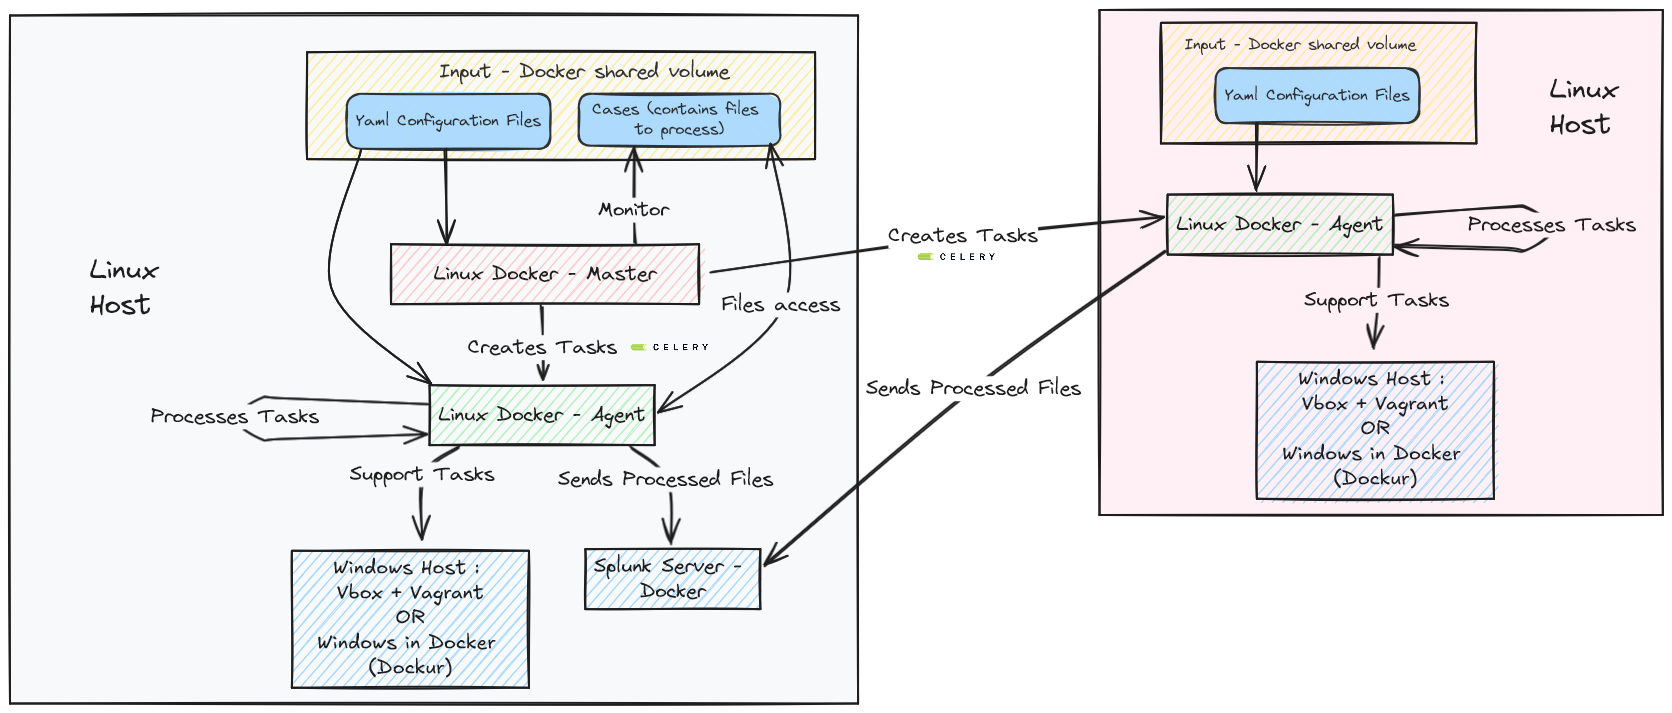 Input - Docker shared volume
Yaml Configuration Files
Cases (contains files
to process)
Monitor
Linux
Host
Linux Docker - Master
Files access
Creates Tasks
CELERY
Linux Docker - Agent
Processes Tasks
Support Tasks
Sends Processed Files
Windows Host :
Vbox + Vagrant
OR
Windows in Docker
(Dockur)
Splunk Server -
Docker
Creates Tasks
CELERY
Sends Processed Files
Input - Docker shared volume
Yaml Configuration Files
Linux
Host
Linux Docker - Agent
Processes Tasks
Support Tasks
Windows Host :
Vbox + Vagrant
OR
Windows in Docker
(Dockur)